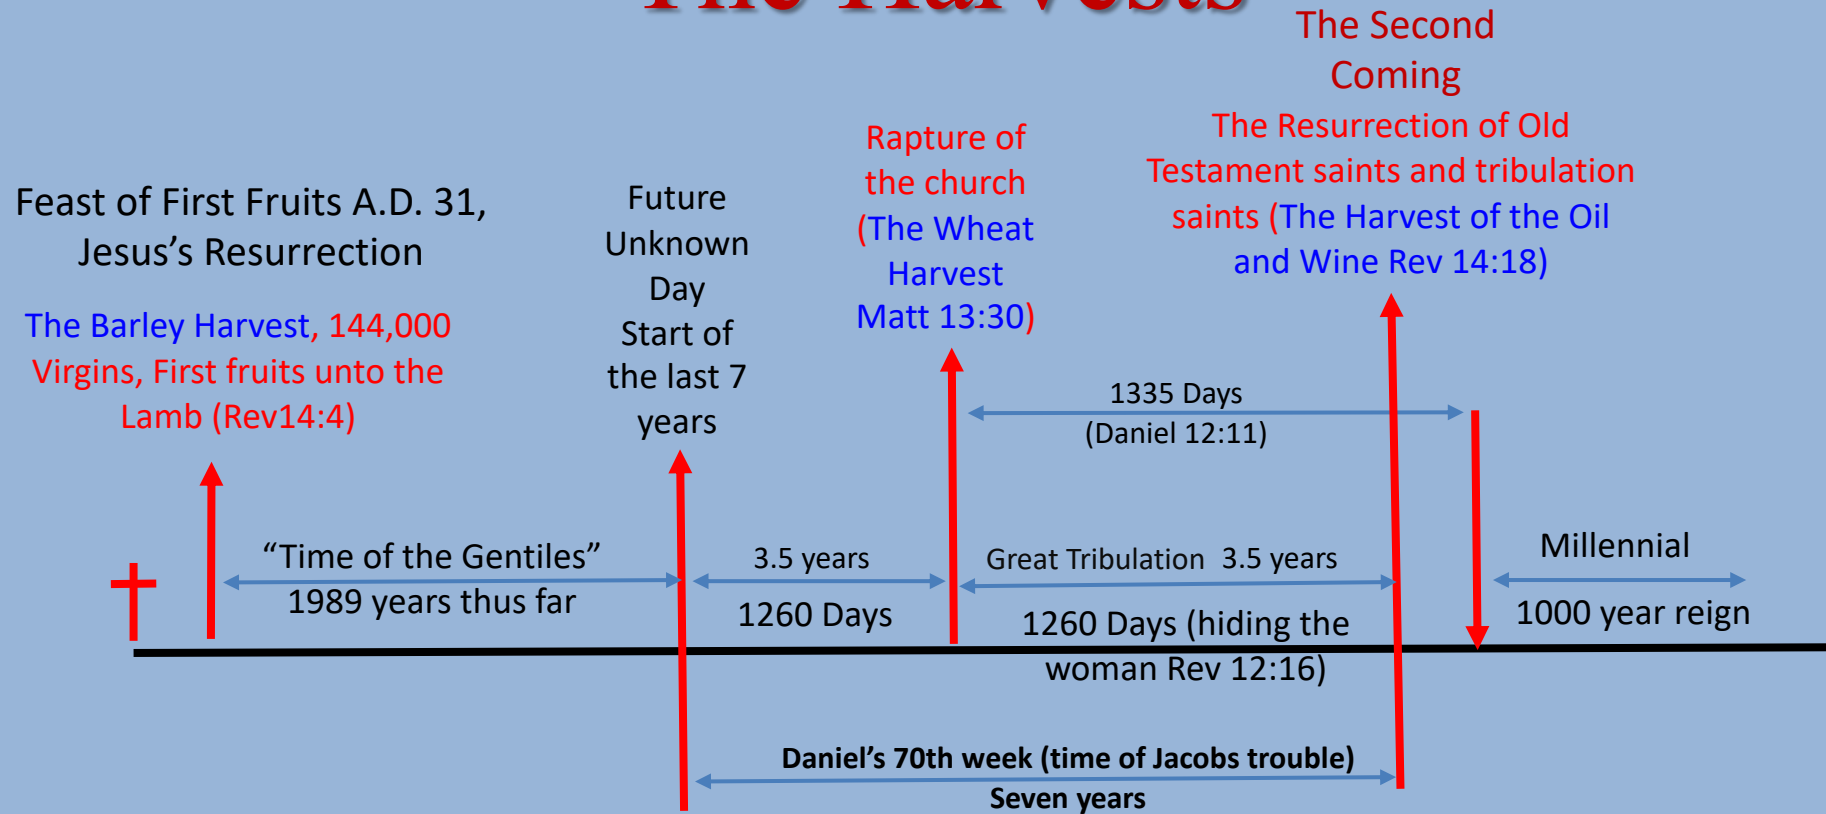 The Harvests
The Second
Coming
The Resurrection of Old
Testament saints and tribulation
saints (The Harvest of the Oil
and Wine Rev 14:18)
Rapture of
the church
(The Wheat
Harvest
Matt 13:30)
Feast of First Fruits A.D. 31,
Jesus’s Resurrection
The Barley Harvest, 144,000
Virgins, First fruits unto the
Lamb (Rev14:4)
Future
Unknown
Day
Start of
the last 7
years
1335 Days
(Daniel 12:11)
“Time of the Gentiles”
1989 years thus far
3.5 years
1260 Days
Great Tribulation 3.5 years
1260 Days (hiding the
woman Rev 12:16)
Millennial
1000 year reign
Daniel’s 70th week (time of Jacobs trouble)
Seven years